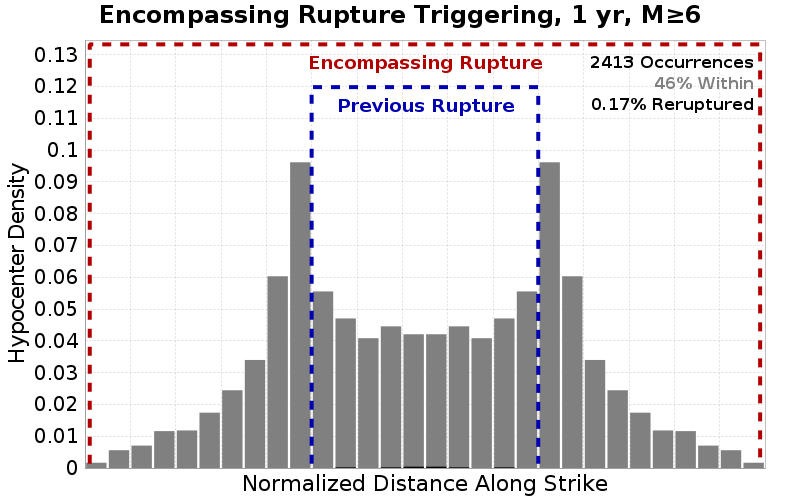 Encompassing Rupture Triggering, 1 yr, M≥6
Encompassing Rupture
Previous Rupture
2413 Occurrences
46% Within
0.17% Reruptured
Hypocenter Density
0.13
0.12
0.11
0.1
0.09
0.08
0.07
0.06
0.05
0.04
0.03
0.02
0.01
0
Normalized Distance Along Strike